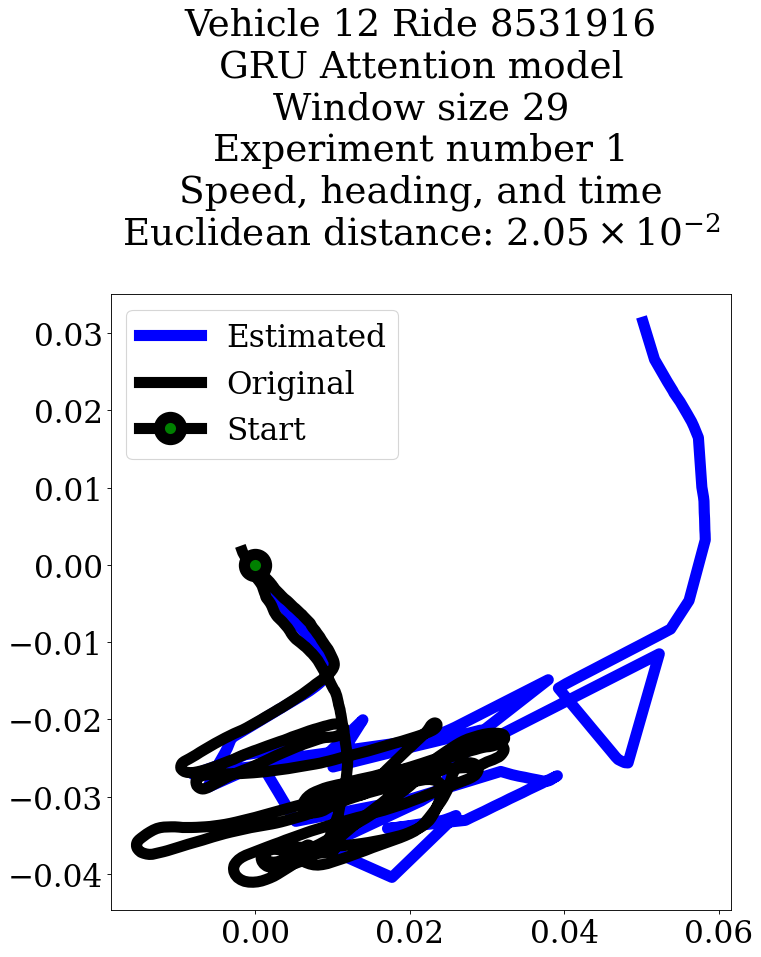 Vehicle 12 Ride 8531916
GRU Attention model
Window size 29
Experiment number 1
Speed, heading, and time
Euclidean distance: 2.05 × 10⁻²
Estimated
Original
Start
0.03
0.02
0.01
0.00
−0.01
−0.02
−0.03
−0.04
0.00 0.02 0.04 0.06